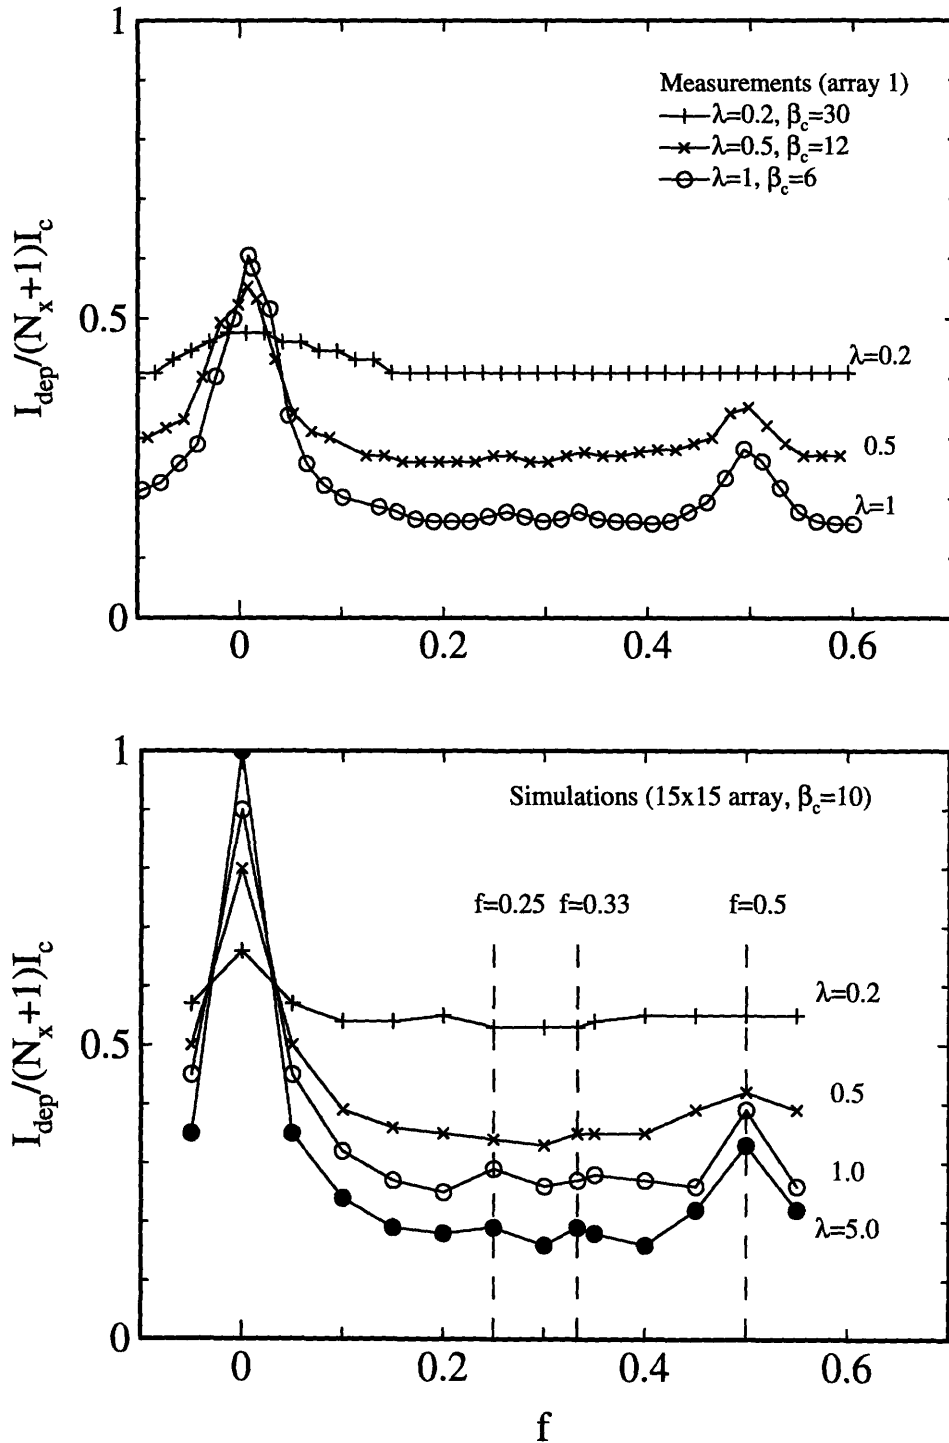 1
Measurements (array 1)
λ=0.2, β_c=30
λ=0.5, β_c=12
λ=1, β_c=6
I_dep/(N_x+1)I_c
0.5
λ=0.2
0.5
λ=1
0
0 0.2 0.4 0.6
1
Simulations (15x15 array, β_c=10)
f=0.25 f=0.33 f=0.5
I_dep/(N_x+1)I_c
λ=0.2
0.5
0.5
1.0
λ=5.0
0
0 0.2 0.4 0.6
f